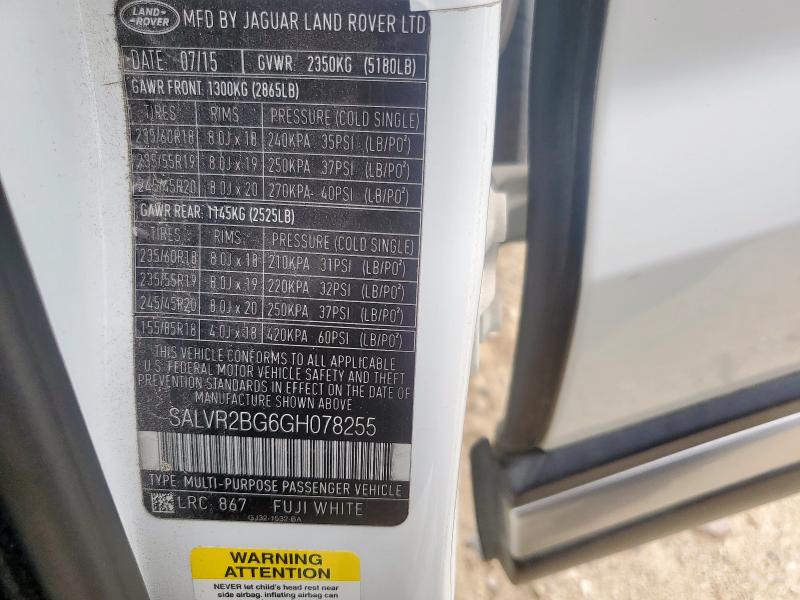 LAND ROVER MFD BY JAGUAR LAND ROVER LTD
DATE 07/15 GVWR. 2350KG (5180LB)
GAWR FRONT: 1300KG (2865LB)
TIRES RIMS PRESSURE (COLD SINGLE)
235/60R18 8.0J x 18 240KPA 35PSI (LB/PO²)
235/55R19 8.0J x 19 250KPA 37PSI (LB/PO²)
245/45R20 8.0J x 20 270KPA 40PSI (LB/PO²)
GAWR REAR: 1145KG (2525LB)
TIRES RIMS PRESSURE (COLD SINGLE)
235/60R18 8.0J x 18 210KPA 31PSI (LB/PO²)
235/55R19 8.0J x 19 220KPA 32PSI (LB/PO²)
245/45R20 8.0J x 20 250KPA 37PSI (LB/PO²)
155/85R18 4.0J x 18 420KPA 60PSI (LB/PO²)
THIS VEHICLE CONFORMS TO ALL APPLICABLE
U.S. FEDERAL MOTOR VEHICLE SAFETY AND THEFT
PREVENTION STANDARDS IN EFFECT ON THE DATE
OF MANUFACTURE SHOWN ABOVE
SALVR2BG6GH078255
TYPE: MULTI-PURPOSE PASSENGER VEHICLE
LRC. 867 FUJI WHITE
GJ32-1532-BA
WARNING
ATTENTION
NEVER let child's head rest near
side airbag. inflating airbag can